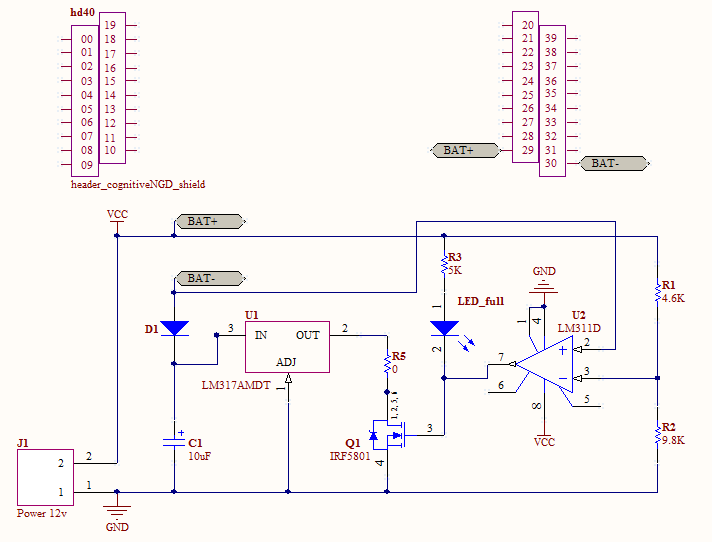 hd40
19
00 18
01 17
02 16
03 15
04 14
05 13
06 12
07 11
08 10
09
header_cognitiveNGD_shield
20
21 39
22 38
23 37
24 36
25 35
26 34
27 33
28 32
BAT+ 29 31
30 BAT-
VCC
BAT+
BAT-
R3
5K
GND
R1
4.6K
LED_full
U2
LM311D
D1
U1
3 IN OUT 2
ADJ
1
LM317AMDT
R5
0
1
2
1 4
7
+ 2
- 3
6
5
8
VCC
R2
9.8K
1, 2, 5, 6
Q1
IRF5801
3
4
+
C1
10uF
J1
2 2
1 1
Power 12v
GND